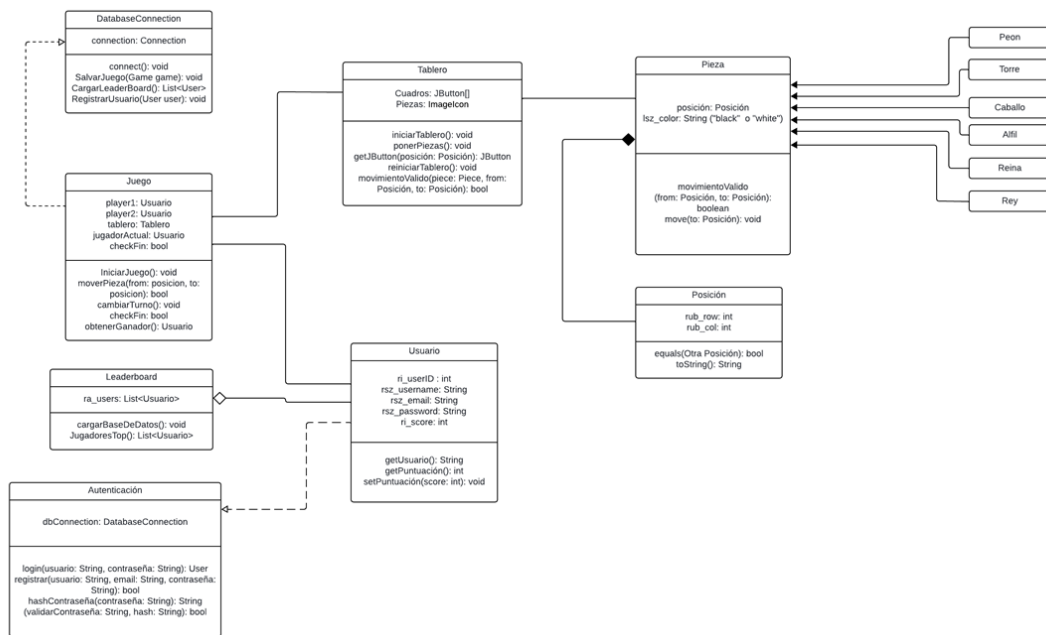 DatabaseConnection
connection: Connection
connect(): void
SalvarJuego(Game game): void
CargarLeaderBoard(): List<User>
RegistrarUsuario(User user): void
Juego
player1: Usuario
player2: Usuario
tablero: Tablero
jugadorActual: Usuario
checkFin: bool
IniciarJuego(): void
moverPieza(from: posicion, to:
posicion): bool
cambiarTurno(): void
checkFin: bool
obtenerGanador(): Usuario
Leaderboard
ra_users: List<Usuario>
cargarBaseDeDatos(): void
JugadoresTop(): List<Usuario>
Autenticación
dbConnection: DatabaseConnection
login(usuario: String, contraseña: String): User
registrar(usuario: String, email: String, contraseña:
String): bool
hashContraseña(contraseña: String): String
(validarContraseña: String, hash: String): bool
Tablero
Cuadros: JButton[]
Piezas: ImageIcon
iniciarTablero(): void
ponerPiezas(): void
getJButton(posición: Posición): JButton
reiniciarTablero(): void
movimientoValido(piece: Piece, from:
Posición, to: Posición): bool
Usuario
ri_userID : int
rsz_username: String
rsz_email: String
rsz_password: String
ri_score: int
getUsuario(): String
getPuntuación(): int
setPuntuación(score: int): void
Pieza
posición: Posición
lsz_color: String ("black" o "white")
movimientoValido
(from: Posición, to: Posición):
boolean
move(to: Posición): void
Posición
rub_row: int
rub_col: int
equals(Otra Posición): bool
toString(): String
Peon
Torre
Caballo
Alfil
Reina
Rey